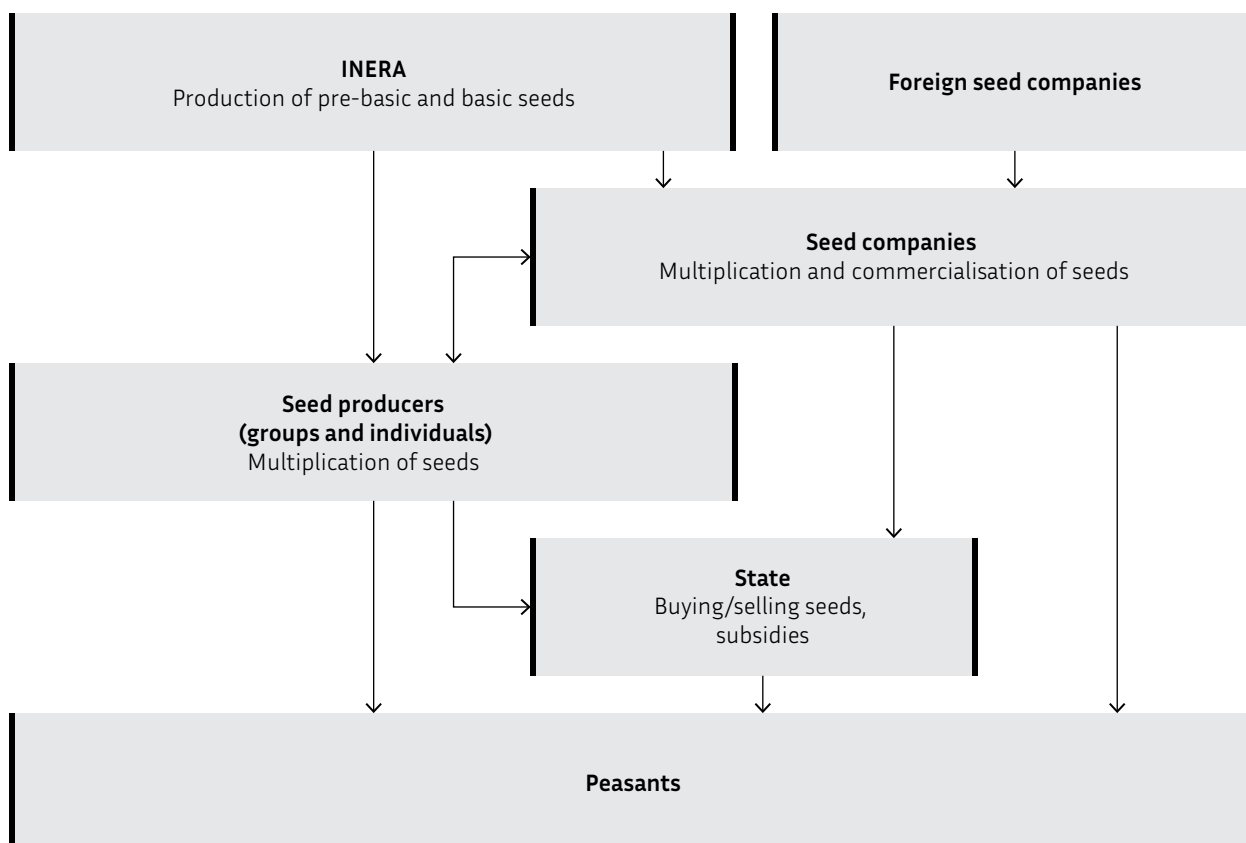 INERA
Production of pre-basic and basic seeds
Foreign seed companies
Seed companies
Multiplication and commercialisation of seeds
Seed producers
(groups and individuals)
Multiplication of seeds
State
Buying/selling seeds,
subsidies
Peasants